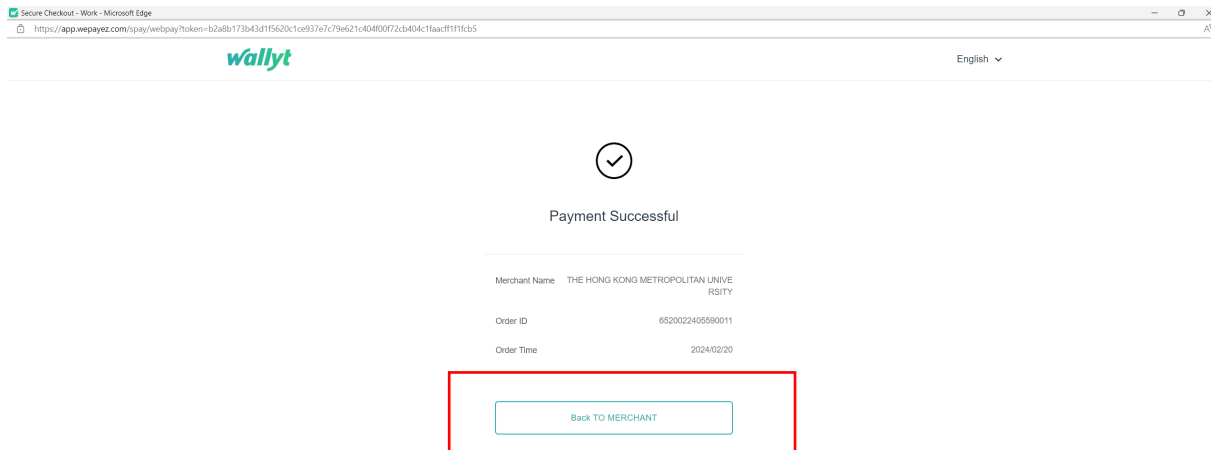 Secure Checkout - Work - Microsoft Edge
https://app.wepayez.com/spay/webpay?token=b2a8b173b43d1f5620c1ce937e7c79e621c404f00f72cb404c1faacff1f1fcb5
wallyt
English
Payment Successful
Merchant Name THE HONG KONG METROPOLITAN UNIVE
RSITY
Order ID 6520022405590011
Order Time 2024/02/20
Back TO MERCHANT